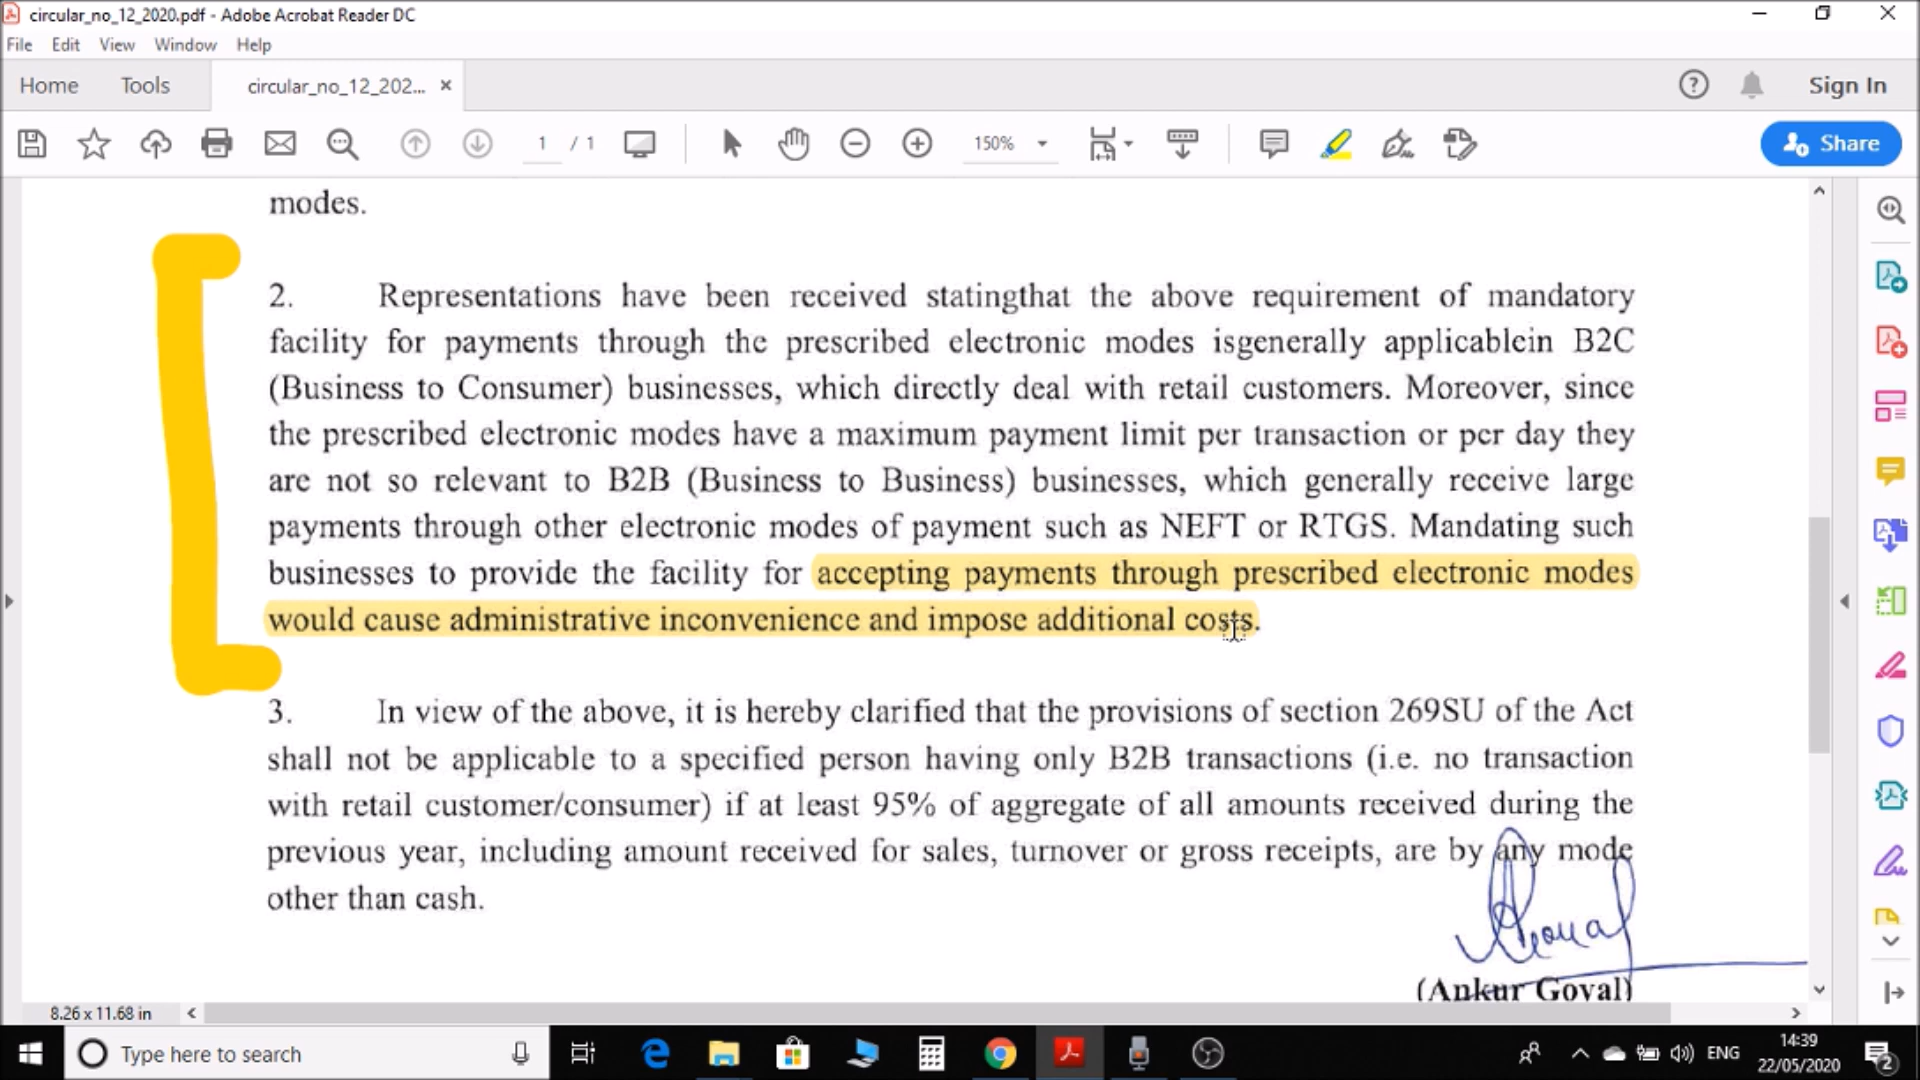 circular_no_12_2020.pdf - Adobe Acrobat Reader DC
File Edit View Window Help
Home Tools circular_no_12_202... × Sign In
1 / 1 150% Share
modes.
2. Representations have been received statingthat the above requirement of mandatory
facility for payments through the prescribed electronic modes isgenerally applicablein B2C
(Business to Consumer) businesses, which directly deal with retail customers. Moreover, since
the prescribed electronic modes have a maximum payment limit per transaction or per day they
are not so relevant to B2B (Business to Business) businesses, which generally receive large
payments through other electronic modes of payment such as NEFT or RTGS. Mandating such
businesses to provide the facility for accepting payments through prescribed electronic modes
would cause administrative inconvenience and impose additional costs.
3. In view of the above, it is hereby clarified that the provisions of section 269SU of the Act
shall not be applicable to a specified person having only B2B transactions (i.e. no transaction
with retail customer/consumer) if at least 95% of aggregate of all amounts received during the
previous year, including amount received for sales, turnover or gross receipts, are by any mode
other than cash.
(Ankur Goyal)
8.26 x 11.68 in
Type here to search
ENG
14:39
22/05/2020
2